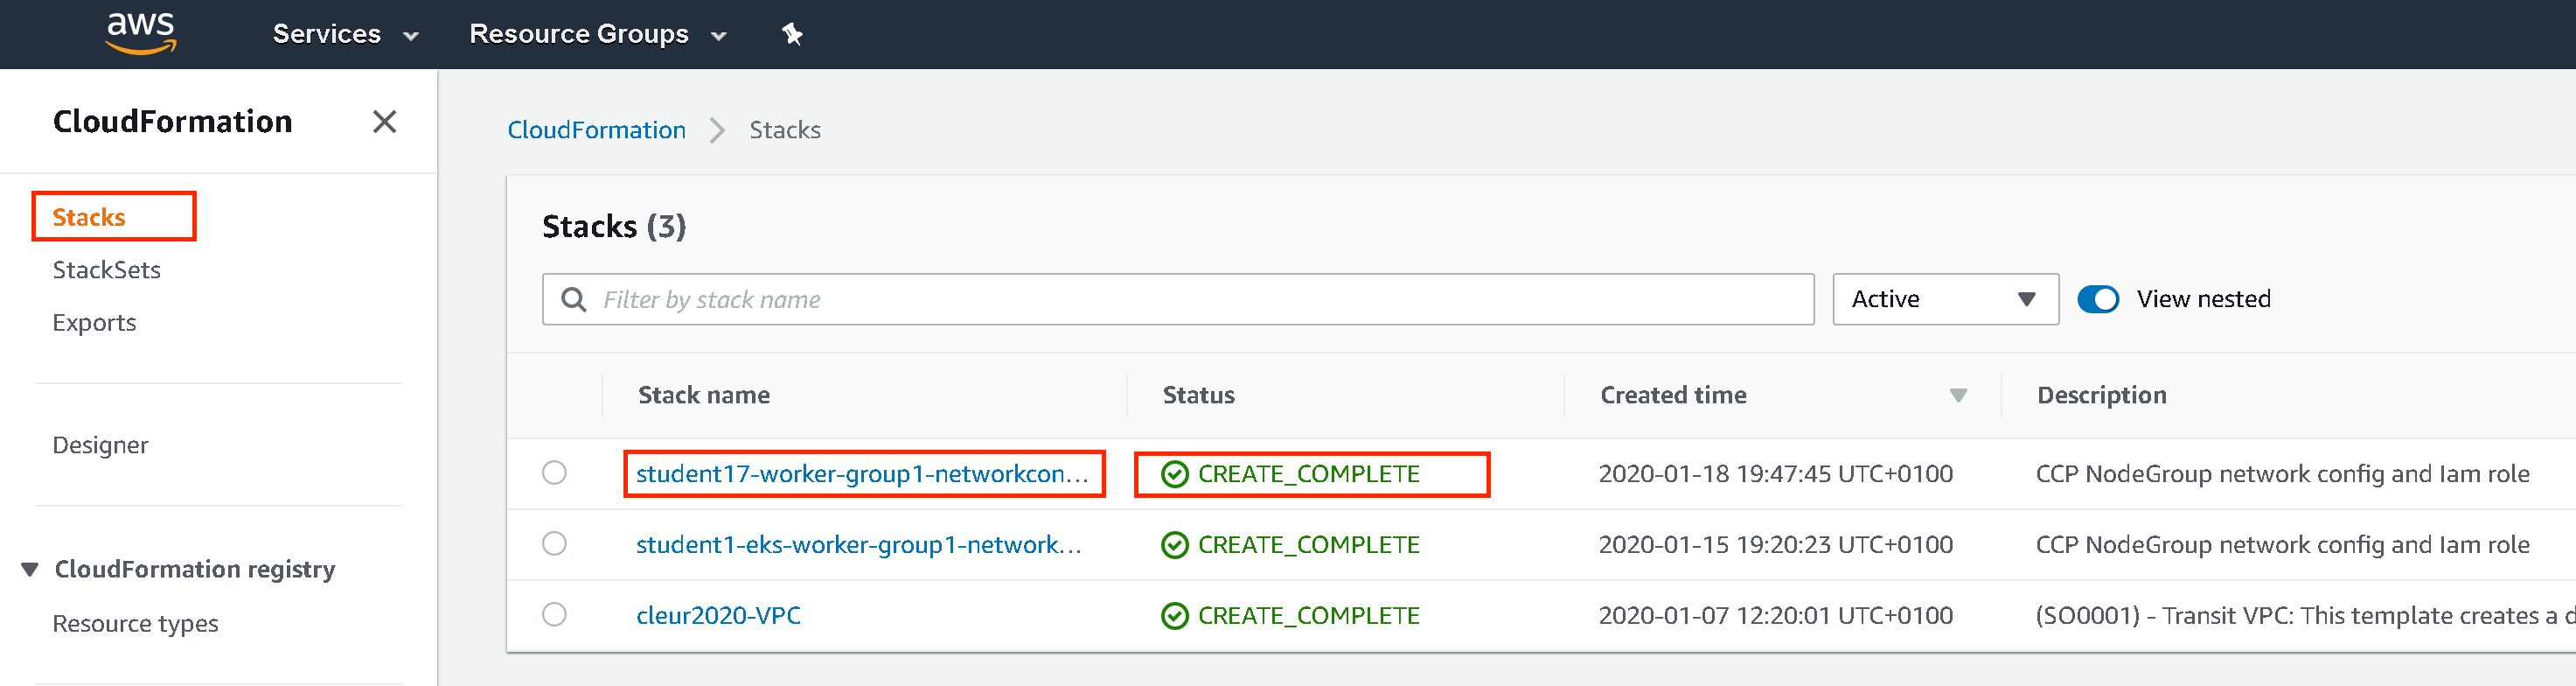 aws Services Resource Groups
CloudFormation
Stacks
StackSets
Exports
Designer
CloudFormation registry
Resource types
CloudFormation Stacks
Stacks (3)
Filter by stack name Active View nested
Stack name Status Created time Description
student17-worker-group1-networkcon... CREATE_COMPLETE 2020-01-18 19:47:45 UTC+0100 CCP NodeGroup network config and Iam role
student1-eks-worker-group1-network... CREATE_COMPLETE 2020-01-15 19:20:23 UTC+0100 CCP NodeGroup network config and Iam role
cleur2020-VPC CREATE_COMPLETE 2020-01-07 12:20:01 UTC+0100 (SO0001) - Transit VPC: This template creates a d